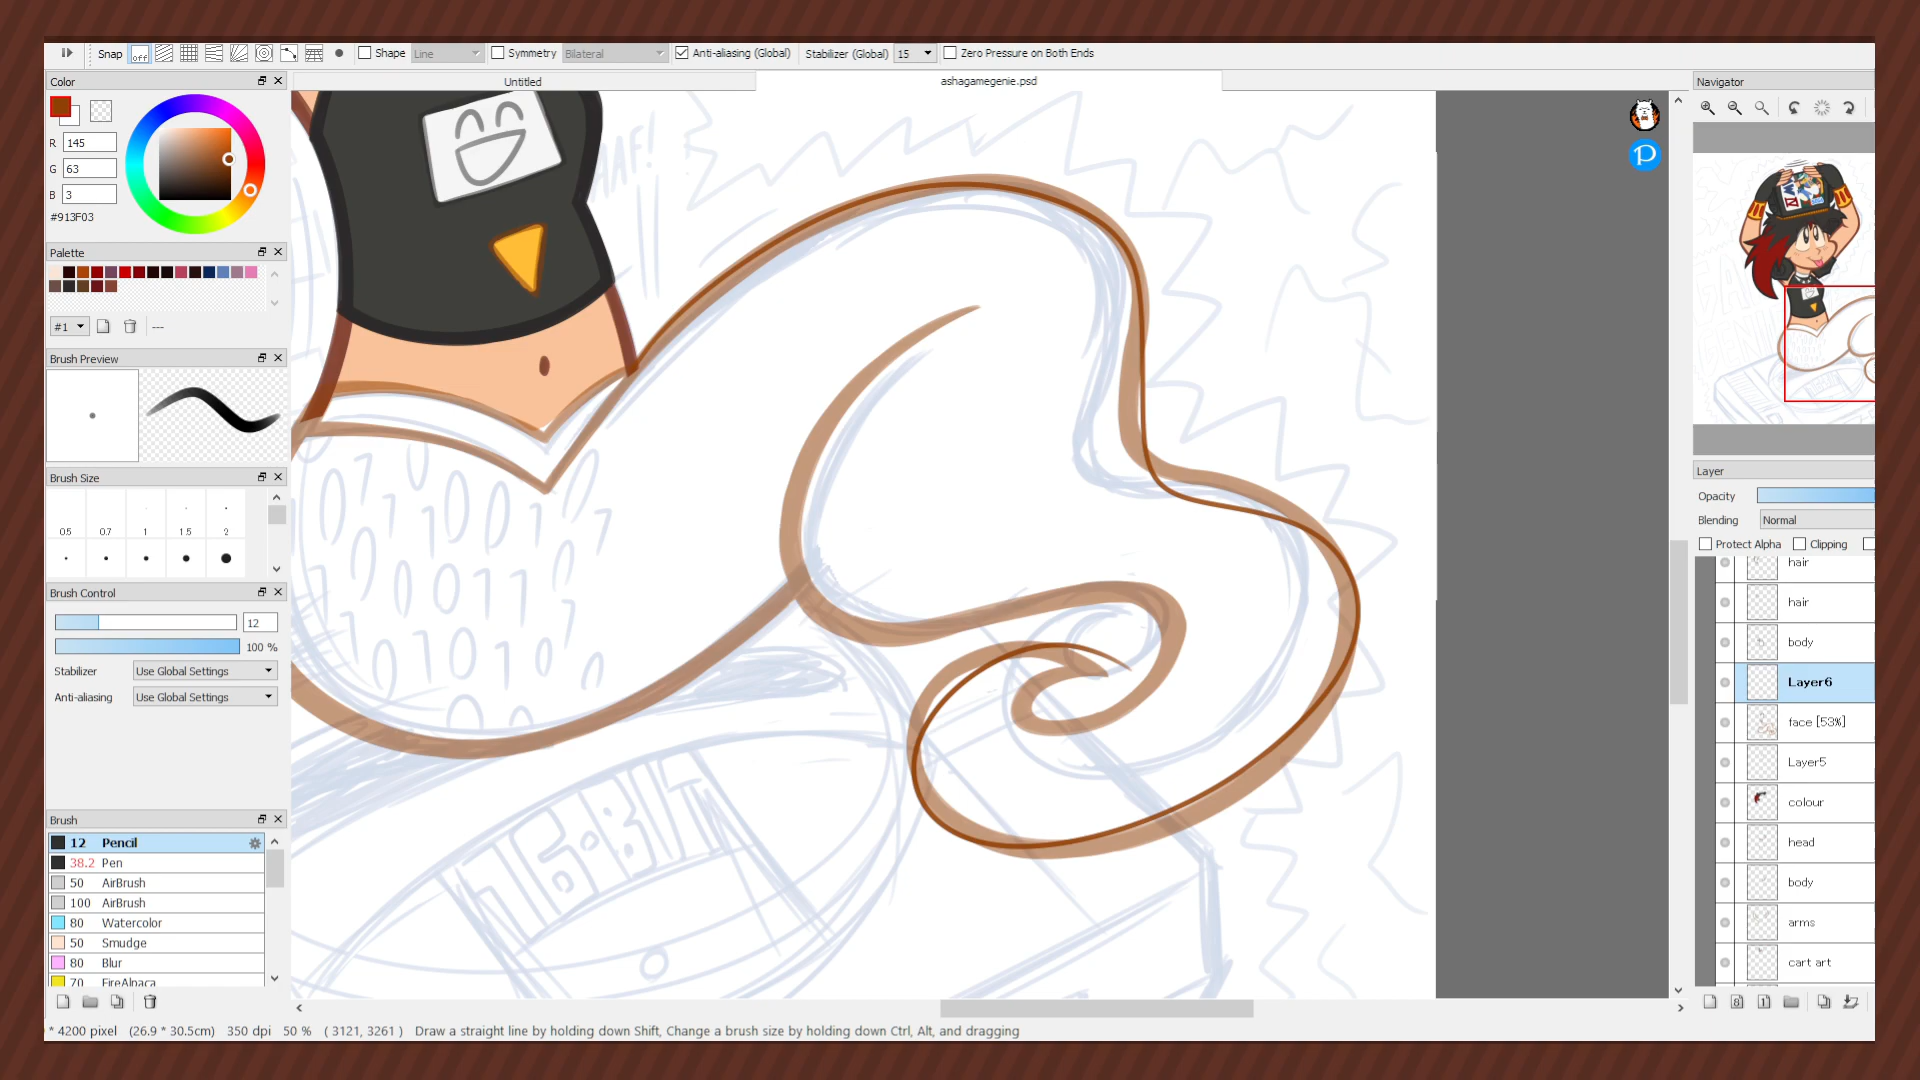 Snap off Shape Line Symmetry Bilateral Anti-aliasing (Global) Stabilizer (Global) 15 Zero Pressure on Both Ends
Color
Untitled
ashagamegenie.psd
Navigator
R 145
G 63
B 3
#913F03
Palette
#1 ---
Brush Preview
Brush Size
0.5 0.7 1 1.5 2
Brush Control
12
100 %
Stabilizer Use Global Settings
Anti-aliasing Use Global Settings
Brush
12 Pencil
38.2 Pen
50 AirBrush
100 AirBrush
80 Watercolor
50 Smudge
80 Blur
70 FireAlpaca
16-BIT
Layer
Opacity
Blending Normal
Protect Alpha Clipping
hair
hair
body
Layer6
face [53%]
Layer5
colour
head
body
arms
cart art
* 4200 pixel (26.9 * 30.5cm) 350 dpi 50 % ( 3121, 3261 ) Draw a straight line by holding down Shift, Change a brush size by holding down Ctrl, Alt, and dragging